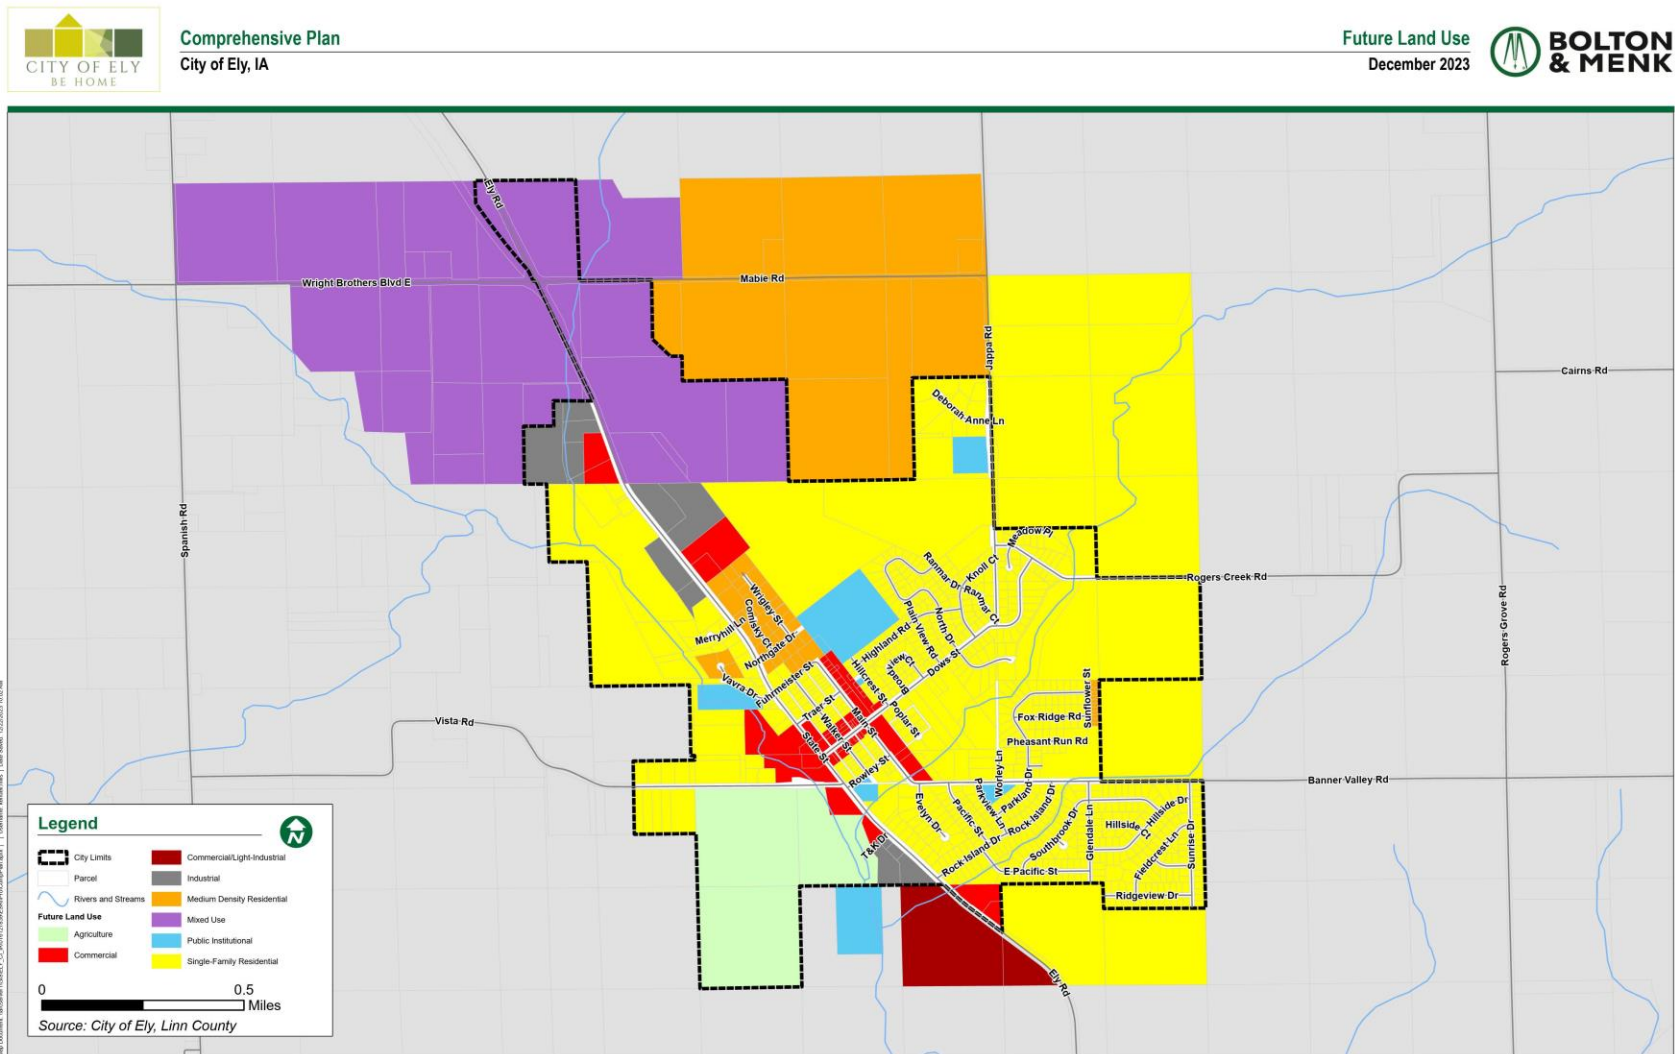 CITY OF ELY
BE HOME
Comprehensive Plan
City of Ely, IA
Future Land Use
December 2023
BOLTON
& MENK
Ely Rd
Wright Brothers Blvd E
Mabie Rd
Jappa Rd
Cairns Rd
Deborah Anne Ln
Spanish Rd
Meadow Pl
Ranmar Dr
Knoll Ct
Ranmar Ct
Rogers Creek Rd
Rogers Grove Rd
Wrigley St
Comisky Ct
Merryhill Ln
Northgate Dr
Plain View Rd
North Dr
Highland Rd
Dows St
Hillcrest St
Vavra Dr
Fuhrmeister St
Traer St
Walker St
Main St
State St
Poplar St
Rowley St
Sunflower St
Fox Ridge Rd
Pheasant Run Rd
Vista Rd
Banner Valley Rd
Worley Ln
Parkview Ln
Parkland Dr
Rock Island Dr
Evelyn Dr
Pacific St
Rock Island Dr
Southbrook Dr
Glendale Ln
Hillside Ct
Hillside Dr
Fieldcrest Ln
Sunrise Dr
T&K Dr
E Pacific St
Ridgeview Dr
Ely Rd
Legend
N
City Limits
Parcel
Rivers and Streams
Future Land Use
Agriculture
Commercial
Commercial/Light-Industrial
Industrial
Medium Density Residential
Mixed Use
Public Institutional
Single-Family Residential
0 0.5
Miles
Source: City of Ely, Linn County